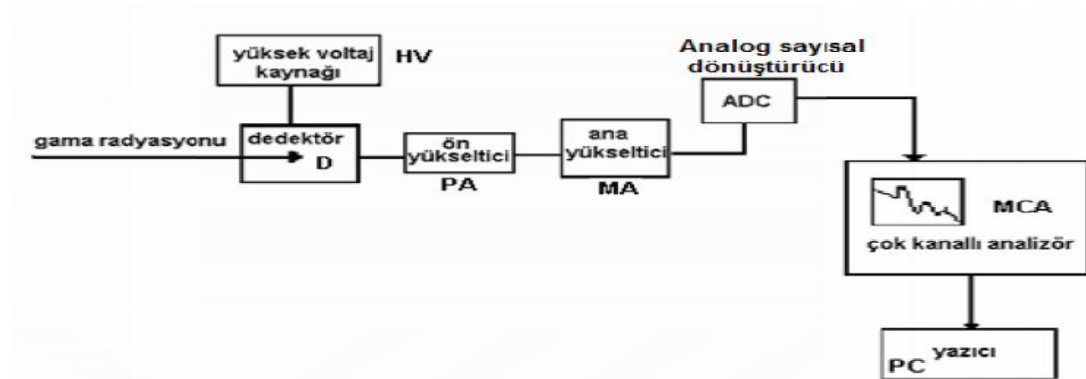 yüksek voltaj
kaynağı
HV
Analog sayısal
dönüştürücü
ADC
gama radyasyonu
dedektör
D
ön
yükseltici
PA
ana
yükseltici
MA
MCA
çok kanallı analizör
yazıcı
PC